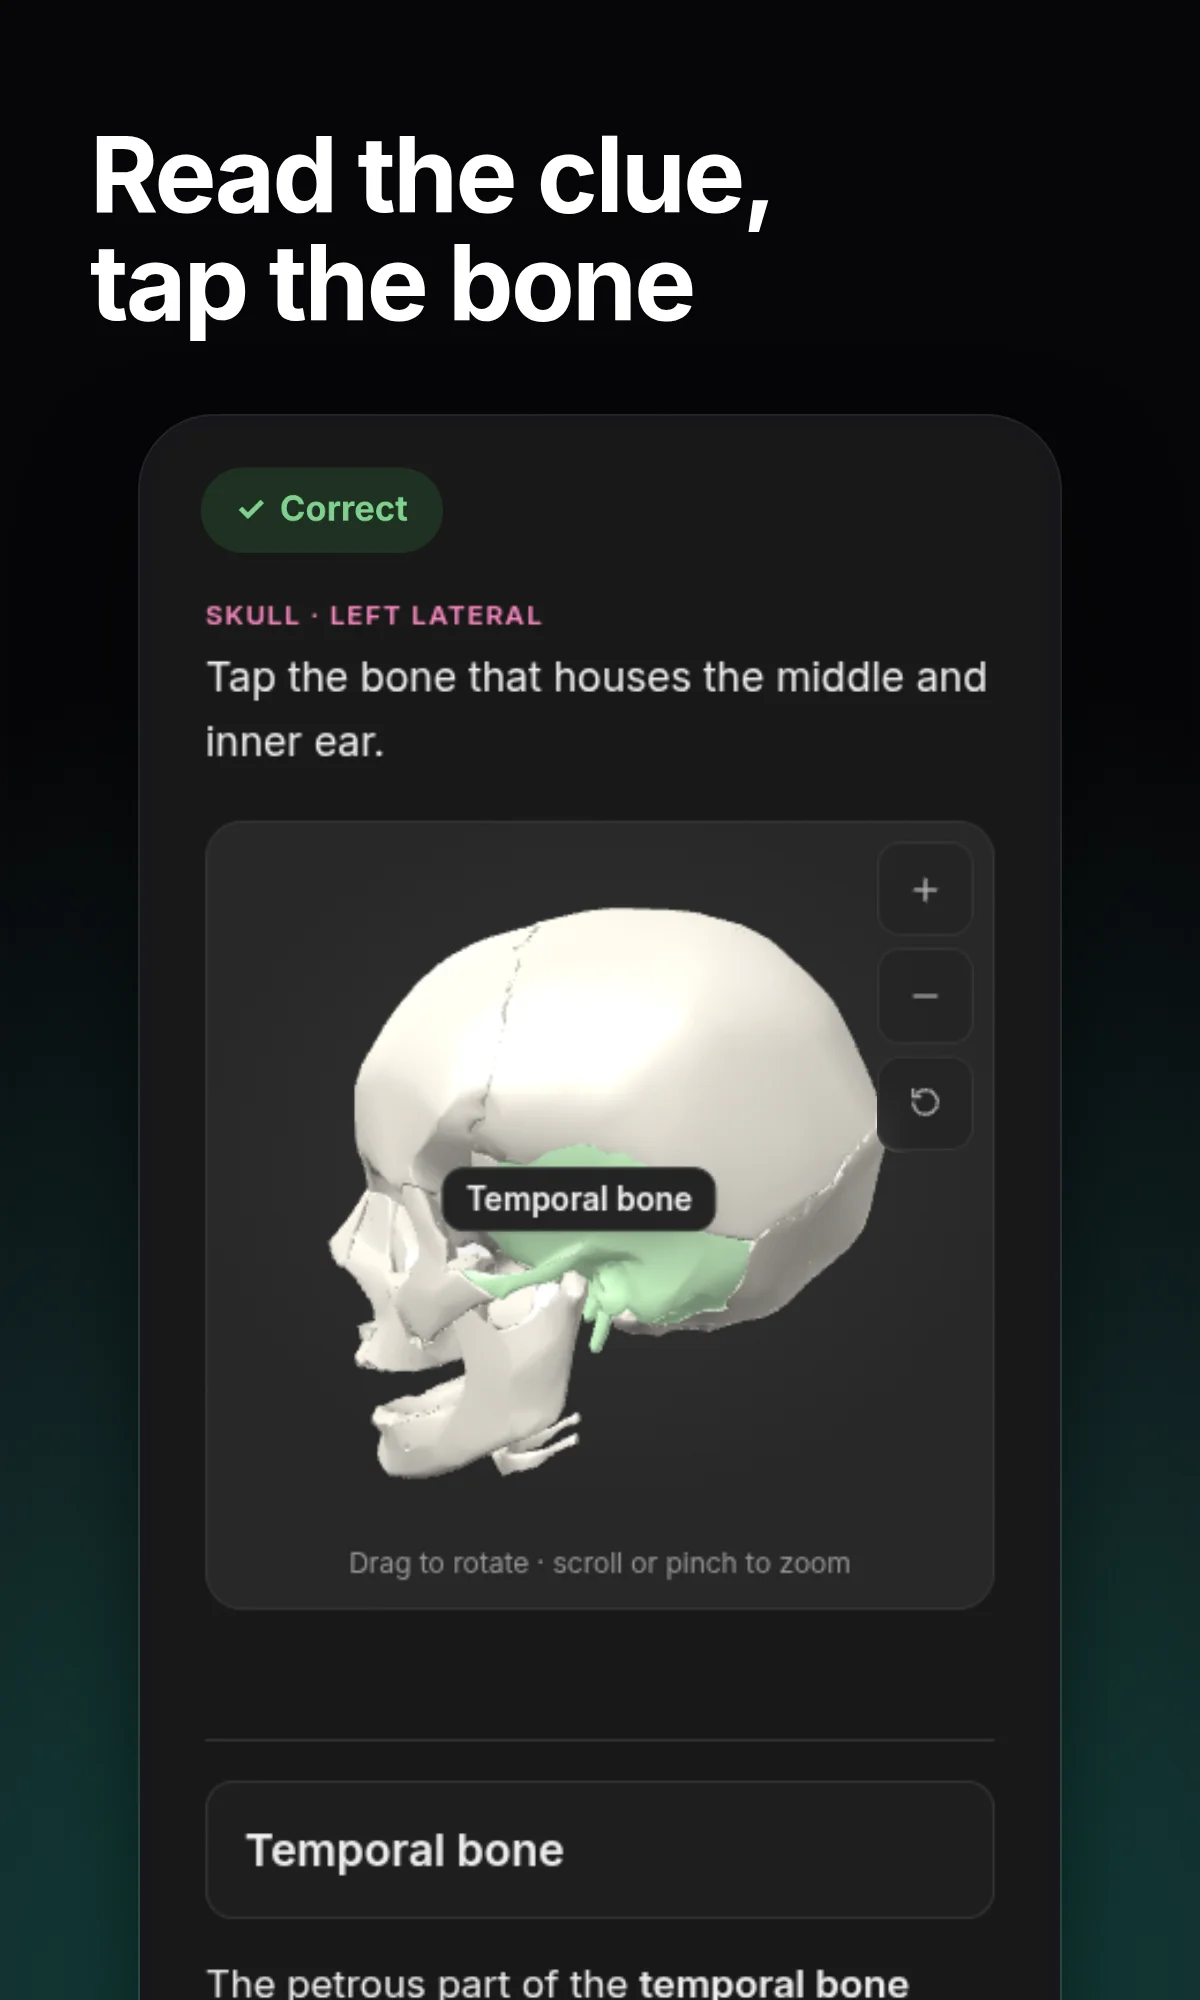 Read the clue,
tap the bone
✓ Correct
SKULL · LEFT LATERAL
Tap the bone that houses the middle and
inner ear.
Temporal bone
Drag to rotate · scroll or pinch to zoom
Temporal bone
The petrous part of the temporal bone